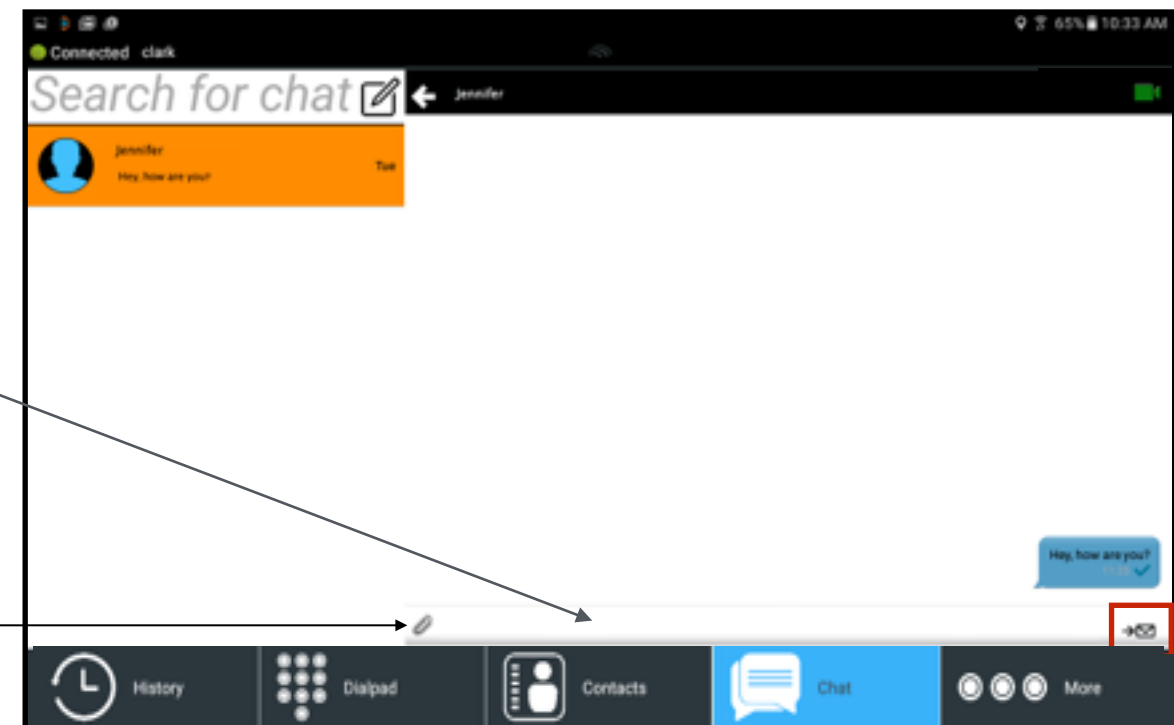 65% 10:33 AM
Connected clark
Search for chat
Jennifer
Jennifer
Hey, how are you?
Tue
Hey, how are you?
History
Dialpad
Contacts
Chat
More